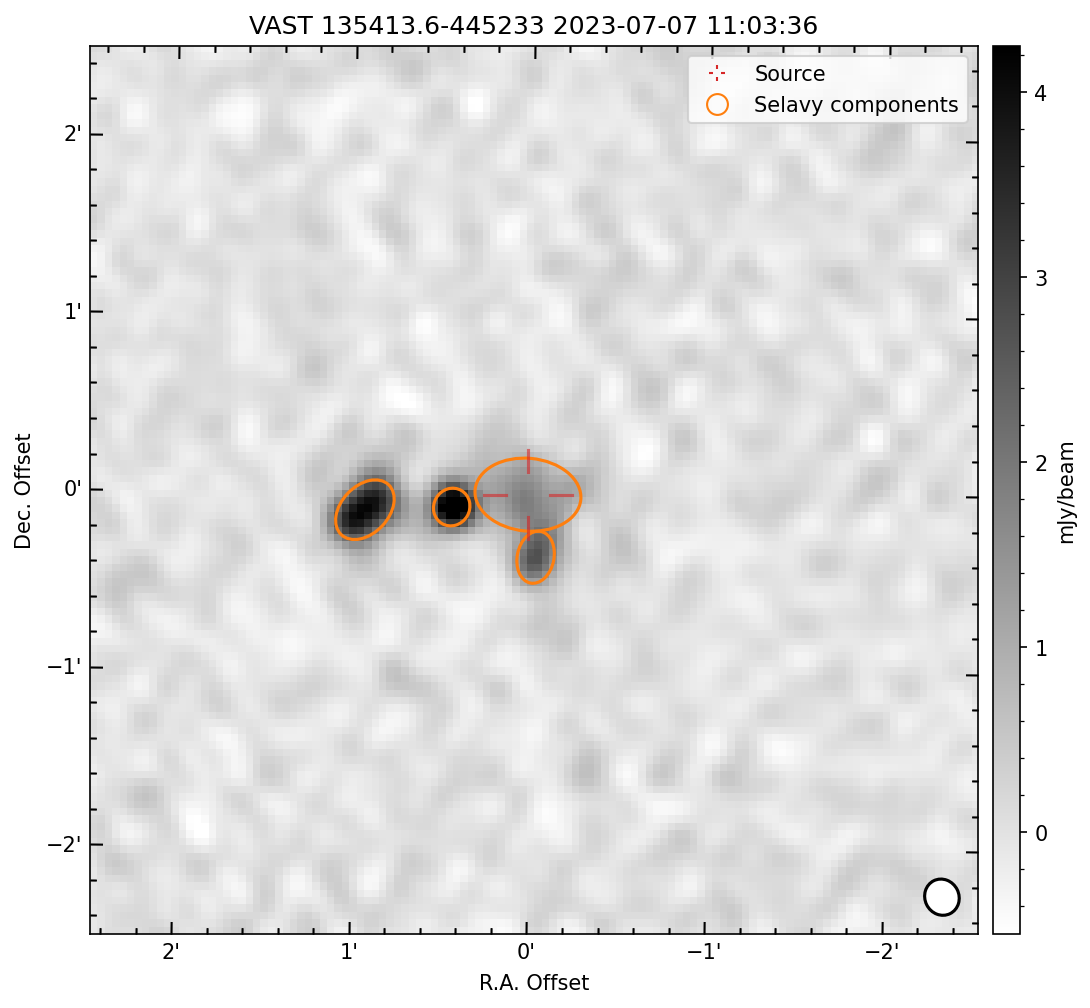 VAST 135413.6-445233 2023-07-07 11:03:36
Source
Selavy components
2'
1'
0'
−1'
−2'
Dec. Offset
2'
1'
0'
−1'
−2'
R.A. Offset
4
3
2
1
0
mJy/beam